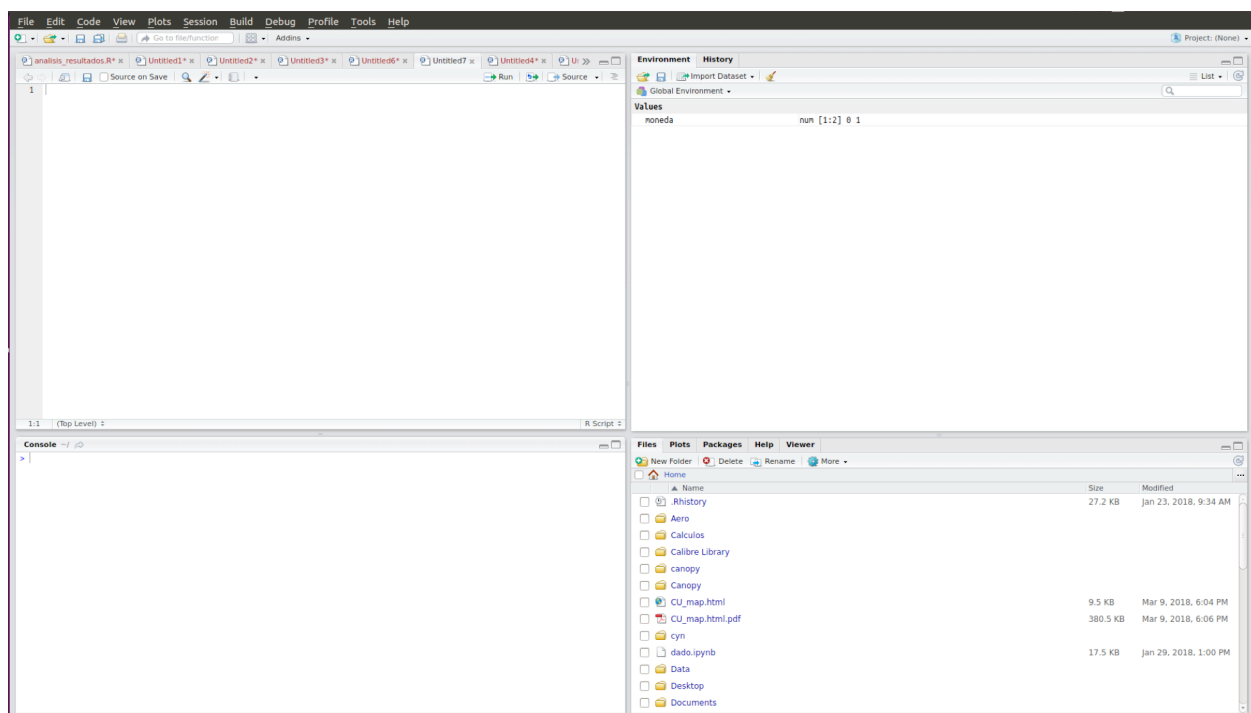 File Edit Code View Plots Session Build Debug Profile Tools Help
Go to file/function Addins Project: (None)
analisis_resultados.R* Untitled1* Untitled2* Untitled3* Untitled6* Untitled7 Untitled4*
Source on Save Run Source
1
1:1 (Top Level) R Script
Console ~/
>
Environment History
Import Dataset List
Global Environment
Values
moneda num [1:2] 0 1
Files Plots Packages Help Viewer
New Folder Delete Rename More
Home ...
Name Size Modified
.Rhistory 27.2 KB Jan 23, 2018, 9:34 AM
Aero
Calculos
Calibre Library
canopy
Canopy
CU_map.html 9.5 KB Mar 9, 2018, 6:04 PM
CU_map.html.pdf 380.5 KB Mar 9, 2018, 6:06 PM
cyn
dado.ipynb 17.5 KB Jan 29, 2018, 1:00 PM
Data
Desktop
Documents